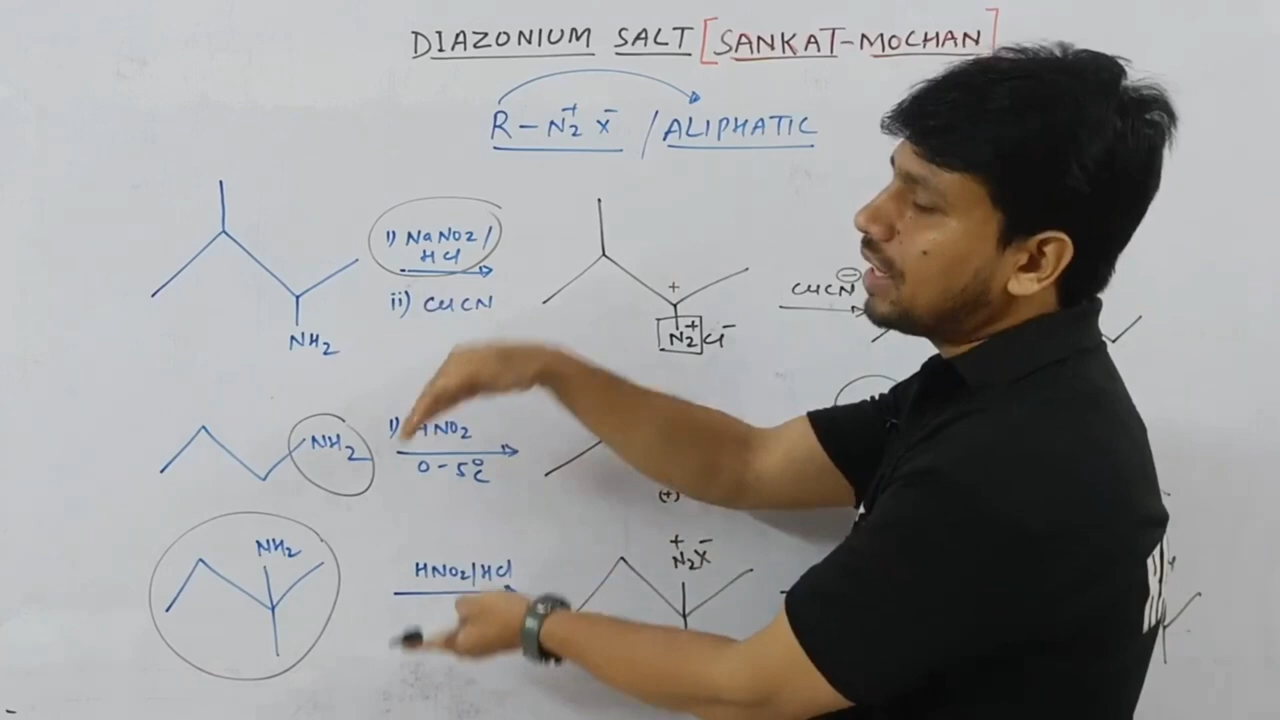 DIAZONIUM SALT [SANKAT-MOCHAN]
R-N2⁺ X⁻ / ALIPHATIC
i) NaNO2/
HCl
ii) CuCN
NH2
+
N2⁺Cl⁻
CuCN⊖
NH2
i) HNO2
0-5°C
(+)
NH2
HNO2/HCl
N2⁺X⁻